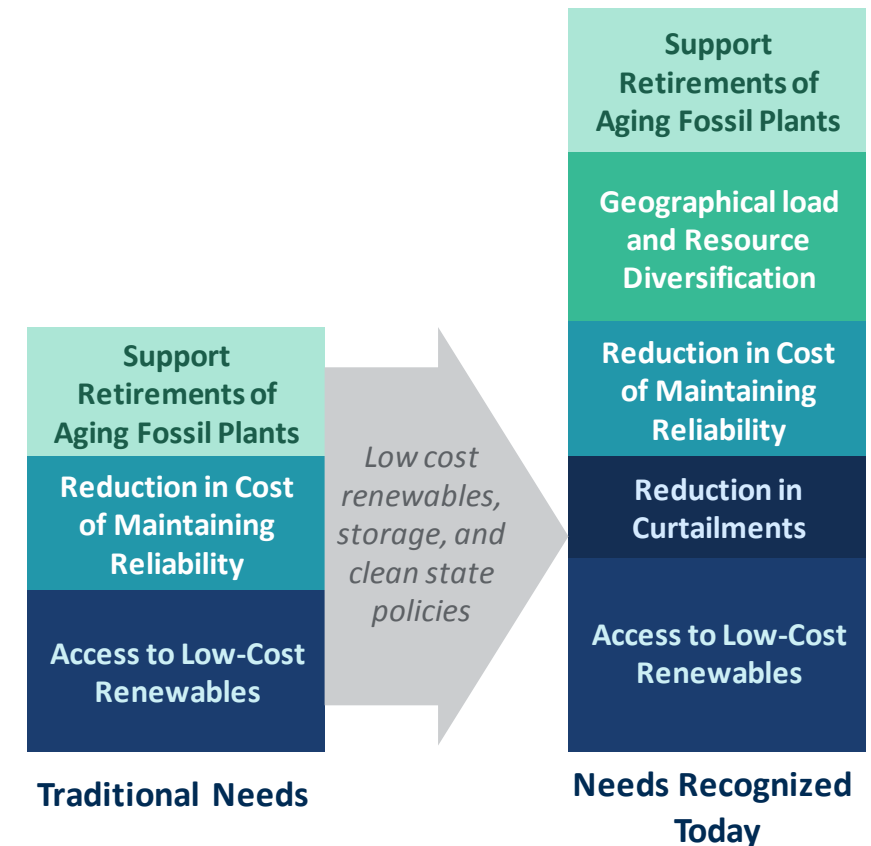 Support
Retirements of
Aging Fossil Plants
Reduction in Cost
of Maintaining
Reliability
Access to Low-Cost
Renewables
Traditional Needs
Low cost
renewables,
storage, and
clean state
policies
Support
Retirements of
Aging Fossil Plants
Geographical load
and Resource
Diversification
Reduction in Cost
of Maintaining
Reliability
Reduction in
Curtailments
Access to Low-Cost
Renewables
Needs Recognized
Today